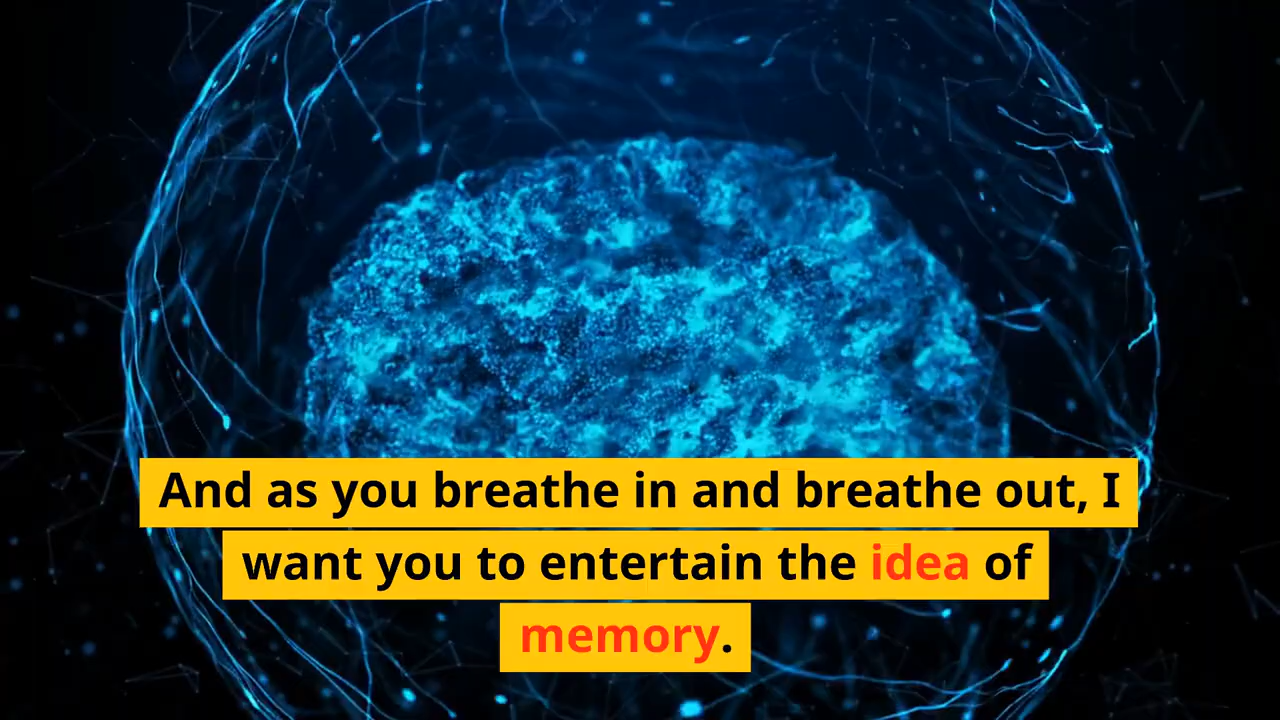 And as you breathe in and breathe out, I
want you to entertain the idea of
memory.